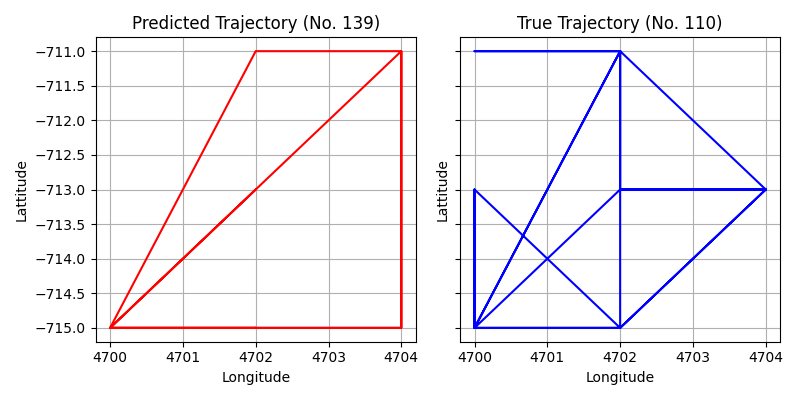 Predicted Trajectory (No. 139)
True Trajectory (No. 110)
−711.0
−711.5
−712.0
−712.5
−713.0
−713.5
−714.0
−714.5
−715.0
Lattitude
Lattitude
4700 4701 4702 4703 4704
4700 4701 4702 4703 4704
Longitude
Longitude